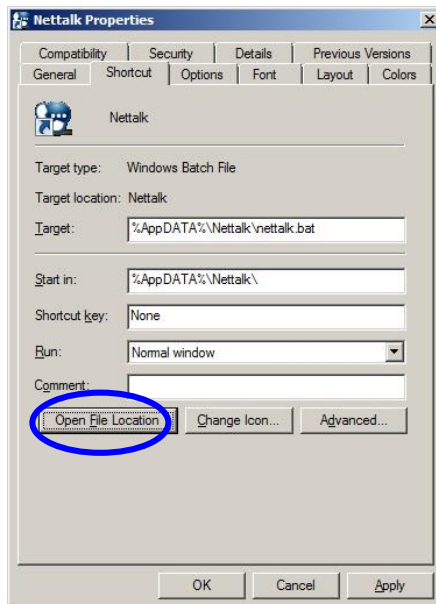 Nettalk Properties
Compatibility Security Details Previous Versions
General Shortcut Options Font Layout Colors
Nettalk
Target type: Windows Batch File
Target location: Nettalk
Target: %AppDATA%\Nettalk\nettalk.bat
Start in: %AppDATA%\Nettalk\
Shortcut key: None
Run: Normal window
Comment:
Open File Location Change Icon... Advanced...
OK Cancel Apply